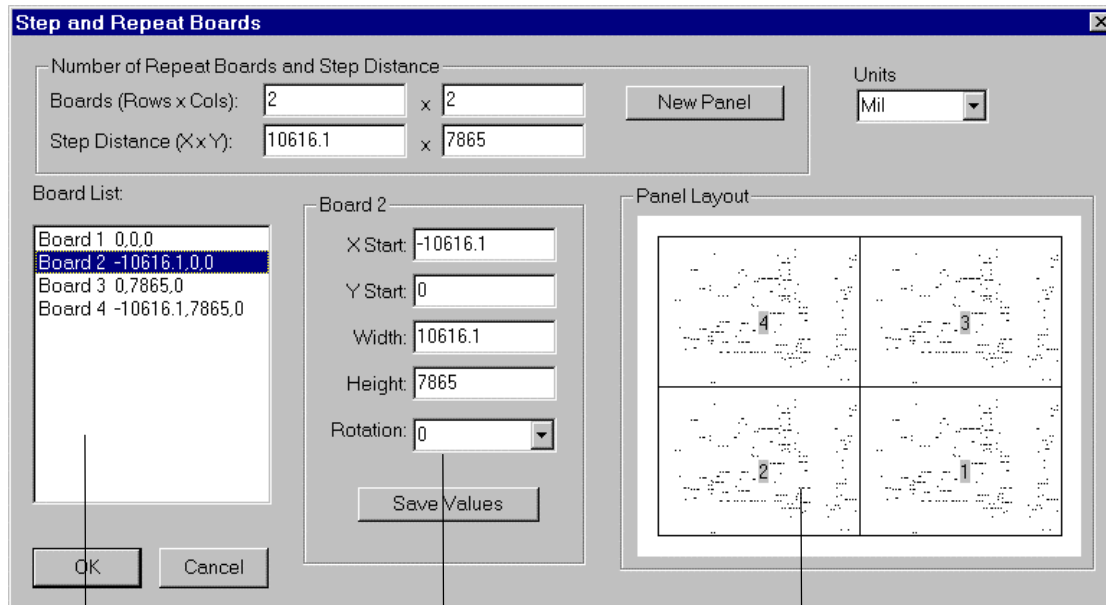 Step and Repeat Boards
Number of Repeat Boards and Step Distance
Boards (Rows x Cols): 2 x 2
New Panel
Step Distance (X x Y): 10616.1 x 7865
Units
Mil
Board List:
Board 1 0,0,0
Board 2 -10616.1,0,0
Board 3 0,7865,0
Board 4 -10616.1,7865,0
Board 2
X Start: -10616.1
Y Start: 0
Width: 10616.1
Height: 7865
Rotation: 0
Save Values
Panel Layout
4 3
2 1
OK Cancel